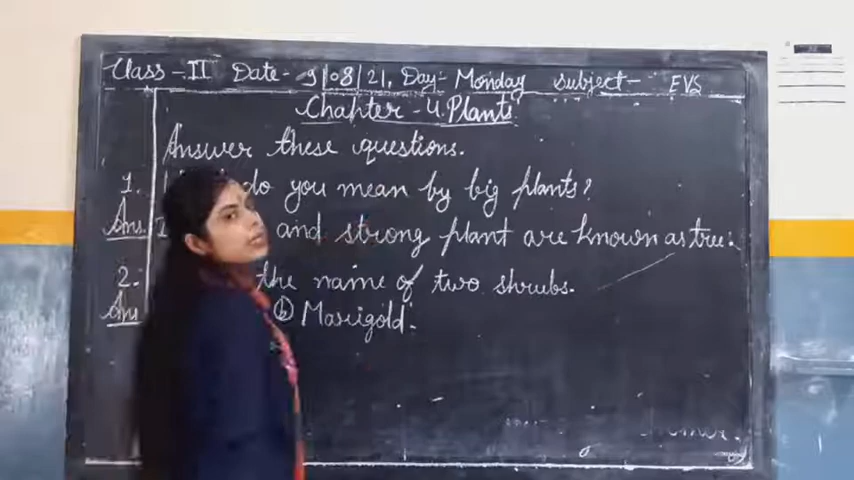 Class - II Date - 9/08/21, Day:- Monday subject - EVS
Chapter - 4. Plants
Answer these questions.
1. do you mean by big plants?
Ans. and strong plant are known as tree.
2. the name of two shrubs.
Ans (b) Marigold.